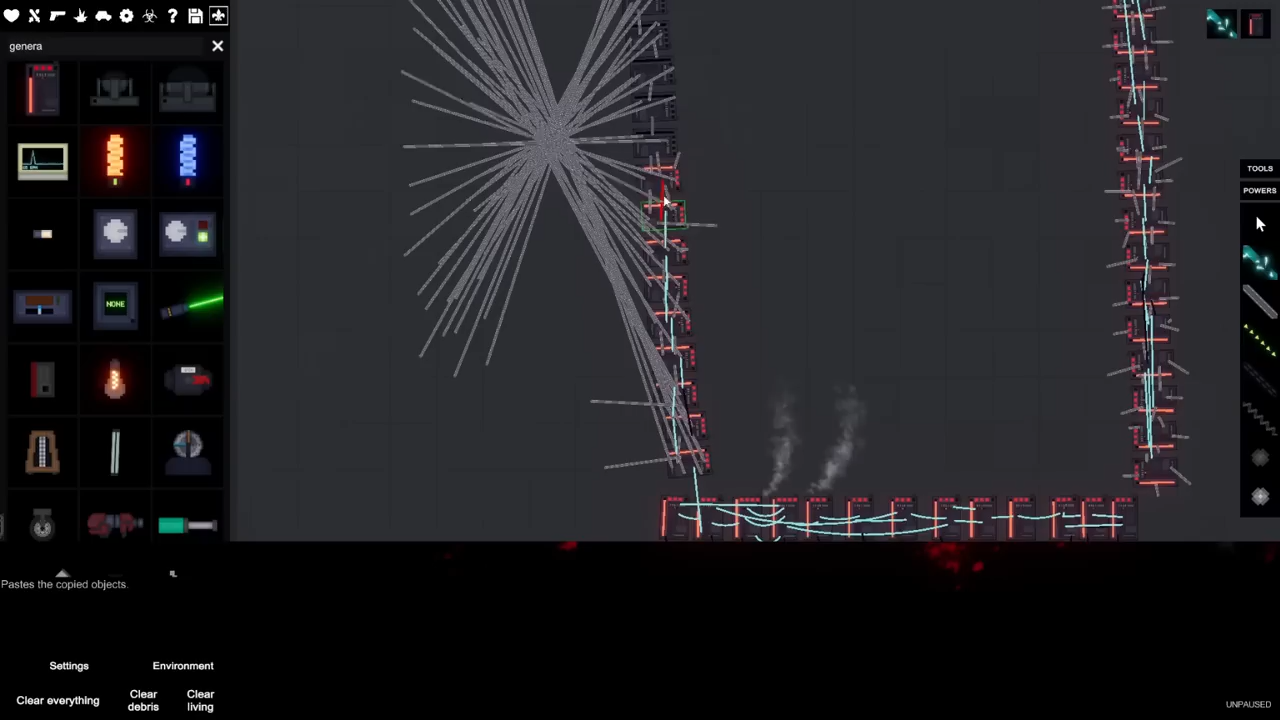 genera
NONE
TOOLS
POWERS
Pastes the copied objects.
Settings
Environment
Clear everything
Clear debris
Clear living
UNPAUSED